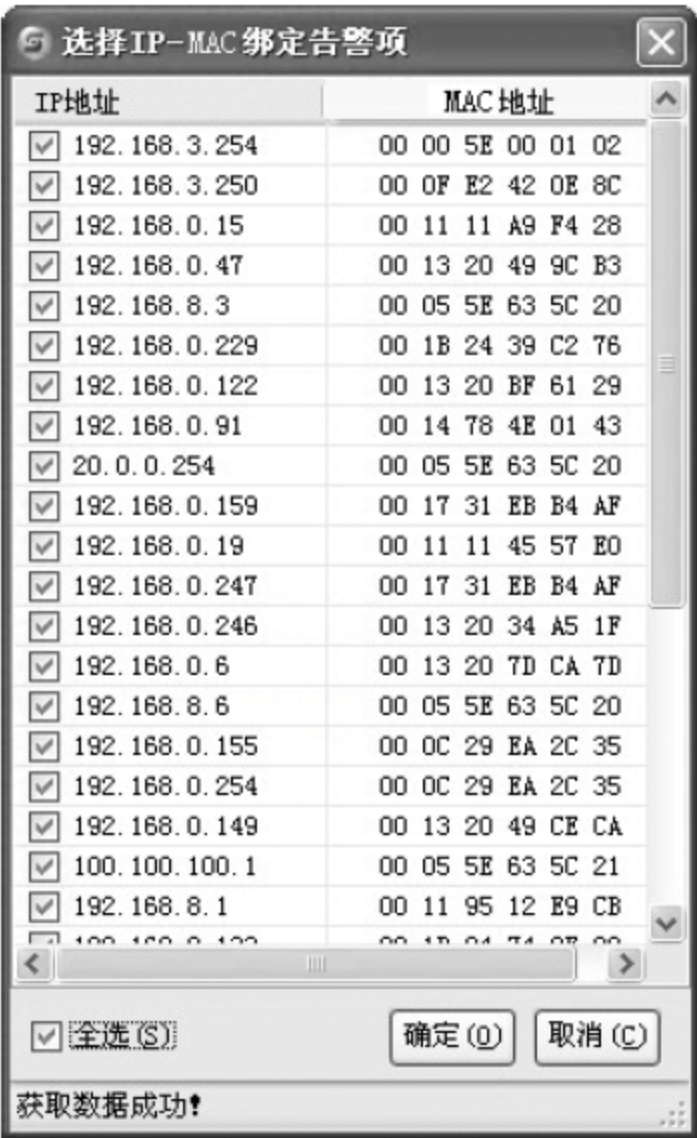 选择IP-MAC绑定告警项
IP地址 MAC地址
192.168.3.254 00 00 5E 00 01 02
192.168.3.250 00 0F E2 42 0E 8C
192.168.0.15 00 11 11 A9 F4 28
192.168.0.47 00 13 20 49 9C B3
192.168.8.3 00 05 5E 63 5C 20
192.168.0.229 00 1B 24 39 C2 76
192.168.0.122 00 13 20 BF 61 29
192.168.0.91 00 14 78 4E 01 43
20.0.0.254 00 05 5E 63 5C 20
192.168.0.159 00 17 31 EB B4 AF
192.168.0.19 00 11 11 45 57 E0
192.168.0.247 00 17 31 EB B4 AF
192.168.0.246 00 13 20 34 A5 1F
192.168.0.6 00 13 20 7D CA 7D
192.168.8.6 00 05 5E 63 5C 20
192.168.0.155 00 0C 29 EA 2C 35
192.168.0.254 00 0C 29 EA 2C 35
192.168.0.149 00 13 20 49 CE CA
100.100.100.1 00 05 5E 63 5C 21
192.168.8.1 00 11 95 12 E9 CB
全选(S) 确定(O) 取消(C)
获取数据成功!